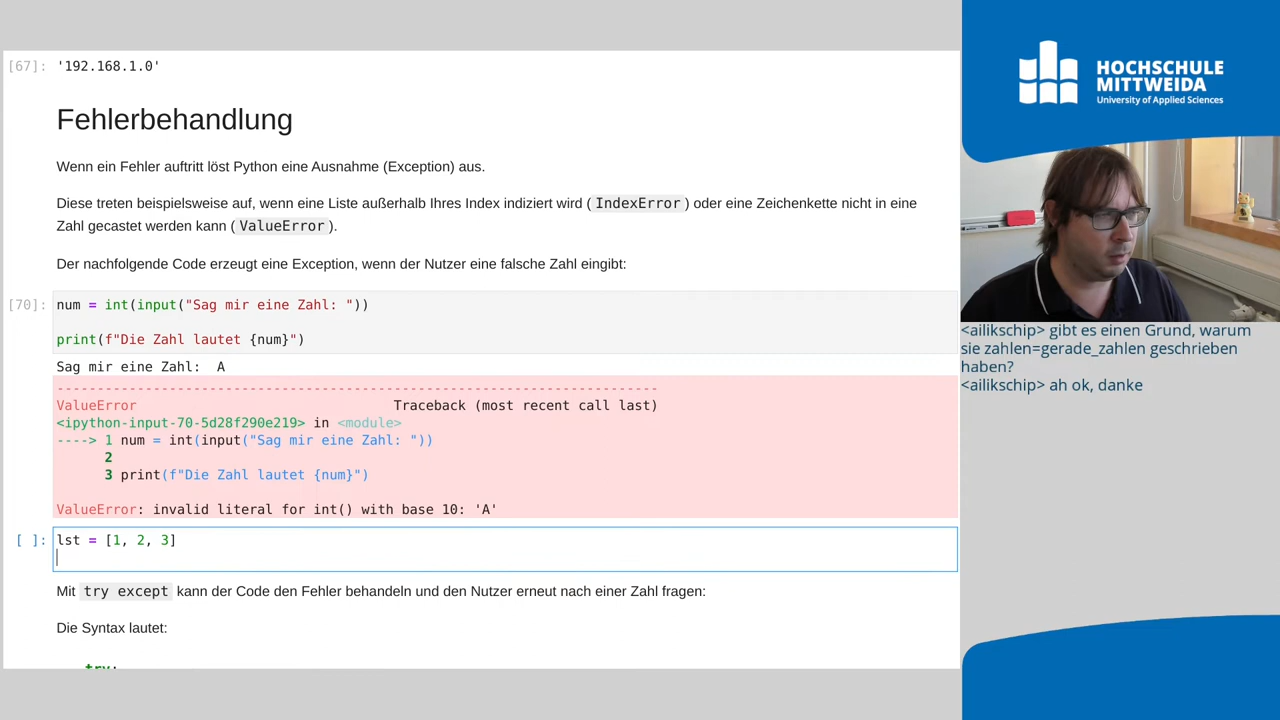 [67]: '192.168.1.0'
Fehlerbehandlung
Wenn ein Fehler auftritt löst Python eine Ausnahme (Exception) aus.
Diese treten beispielsweise auf, wenn eine Liste außerhalb Ihres Index indiziert wird ( IndexError ) oder eine Zeichenkette nicht in eine
Zahl gecastet werden kann ( ValueError ).
Der nachfolgende Code erzeugt eine Exception, wenn der Nutzer eine falsche Zahl eingibt:
[70]: num = int(input("Sag mir eine Zahl: "))
print(f"Die Zahl lautet {num}")
Sag mir eine Zahl:  A
---------------------------------------------------------------------------
ValueError                                Traceback (most recent call last)
<ipython-input-70-5d28f290e219> in <module>
----> 1 num = int(input("Sag mir eine Zahl: "))
      2
      3 print(f"Die Zahl lautet {num}")
ValueError: invalid literal for int() with base 10: 'A'
[ ]: lst = [1, 2, 3]
Mit try except kann der Code den Fehler behandeln und den Nutzer erneut nach einer Zahl fragen:
Die Syntax lautet:
try:
HOCHSCHULE
MITTWEIDA
University of Applied Sciences
<ailikschip> gibt es einen Grund, warum
sie zahlen=gerade_zahlen geschrieben
haben?
<ailikschip> ah ok, danke